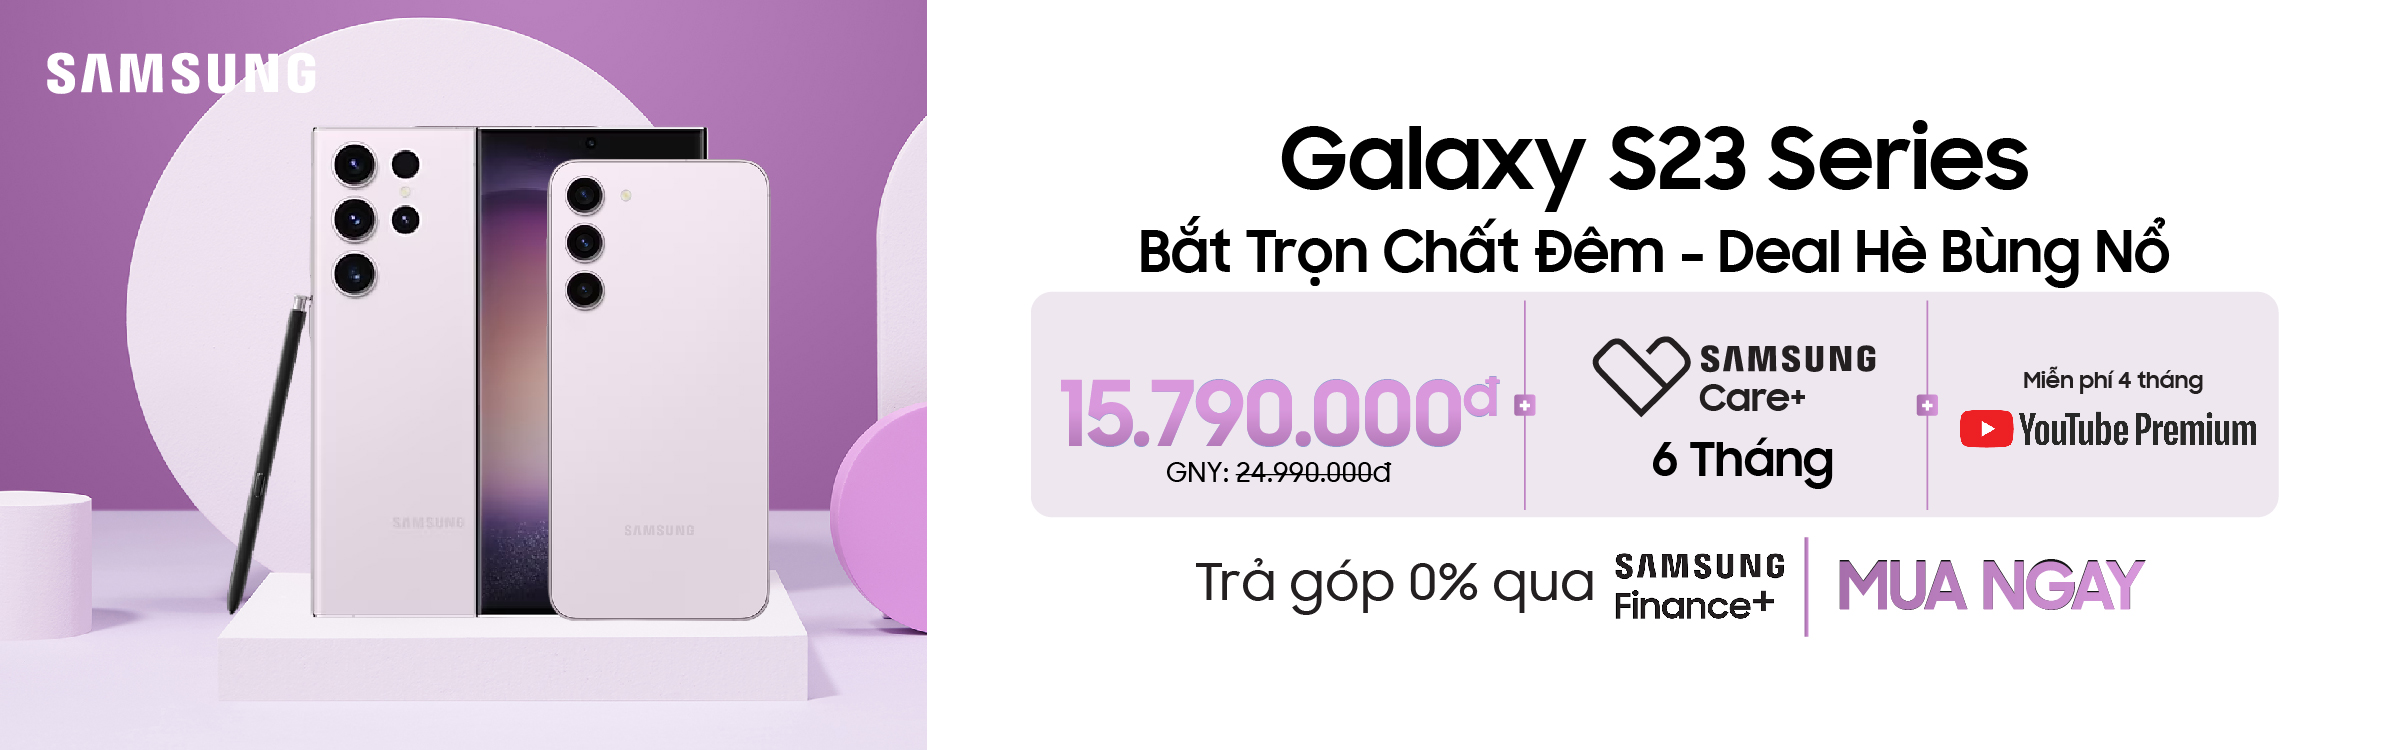 SAMSUNG
SAMSUNG
SAMSUNG
Galaxy S23 Series
Bắt Trọn Chất Đêm - Deal Hè Bùng Nổ
15.790.000đ
GNY: 24.990.000đ
SAMSUNG
Care+
6 Tháng
Miễn phí 4 tháng
YouTube Premium
Trả góp 0% qua
SAMSUNG
Finance+
MUA NGAY